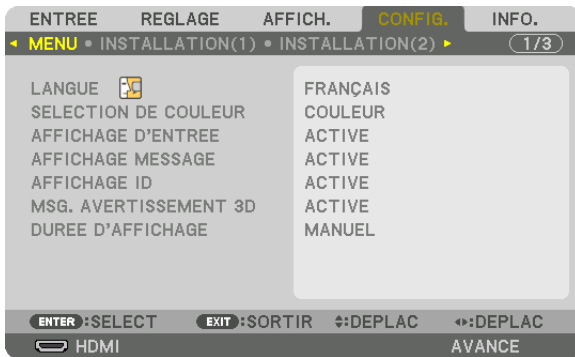 ENTREE REGLAGE AFFICH. CONFIG. INFO.
MENU • INSTALLATION(1) • INSTALLATION(2) 1/3
LANGUE FRANÇAIS
SELECTION DE COULEUR COULEUR
AFFICHAGE D'ENTREE ACTIVE
AFFICHAGE MESSAGE ACTIVE
AFFICHAGE ID ACTIVE
MSG. AVERTISSEMENT 3D ACTIVE
DUREE D'AFFICHAGE MANUEL
ENTER :SELECT EXIT :SORTIR :DEPLAC :DEPLAC
HDMI AVANCE